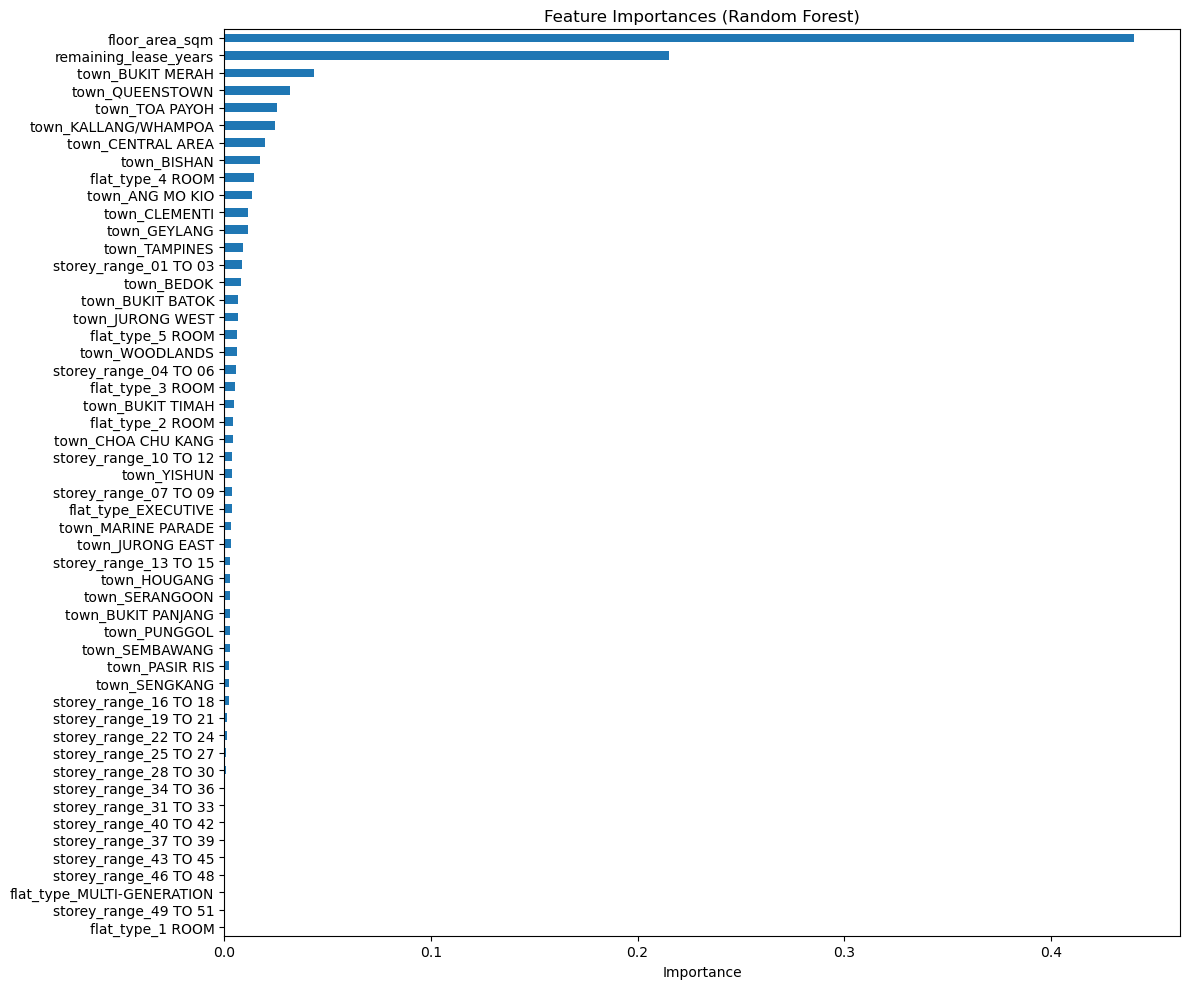 Feature Importances (Random Forest)
floor_area_sqm
remaining_lease_years
town_BUKIT MERAH
town_QUEENSTOWN
town_TOA PAYOH
town_KALLANG/WHAMPOA
town_CENTRAL AREA
town_BISHAN
flat_type_4 ROOM
town_ANG MO KIO
town_CLEMENTI
town_GEYLANG
town_TAMPINES
storey_range_01 TO 03
town_BEDOK
town_BUKIT BATOK
town_JURONG WEST
flat_type_5 ROOM
town_WOODLANDS
storey_range_04 TO 06
flat_type_3 ROOM
town_BUKIT TIMAH
flat_type_2 ROOM
town_CHOA CHU KANG
storey_range_10 TO 12
town_YISHUN
storey_range_07 TO 09
flat_type_EXECUTIVE
town_MARINE PARADE
town_JURONG EAST
storey_range_13 TO 15
town_HOUGANG
town_SERANGOON
town_BUKIT PANJANG
town_PUNGGOL
town_SEMBAWANG
town_PASIR RIS
town_SENGKANG
storey_range_16 TO 18
storey_range_19 TO 21
storey_range_22 TO 24
storey_range_25 TO 27
storey_range_28 TO 30
storey_range_34 TO 36
storey_range_31 TO 33
storey_range_40 TO 42
storey_range_37 TO 39
storey_range_43 TO 45
storey_range_46 TO 48
flat_type_MULTI-GENERATION
storey_range_49 TO 51
flat_type_1 ROOM
0.0 0.1 0.2 0.3 0.4
Importance